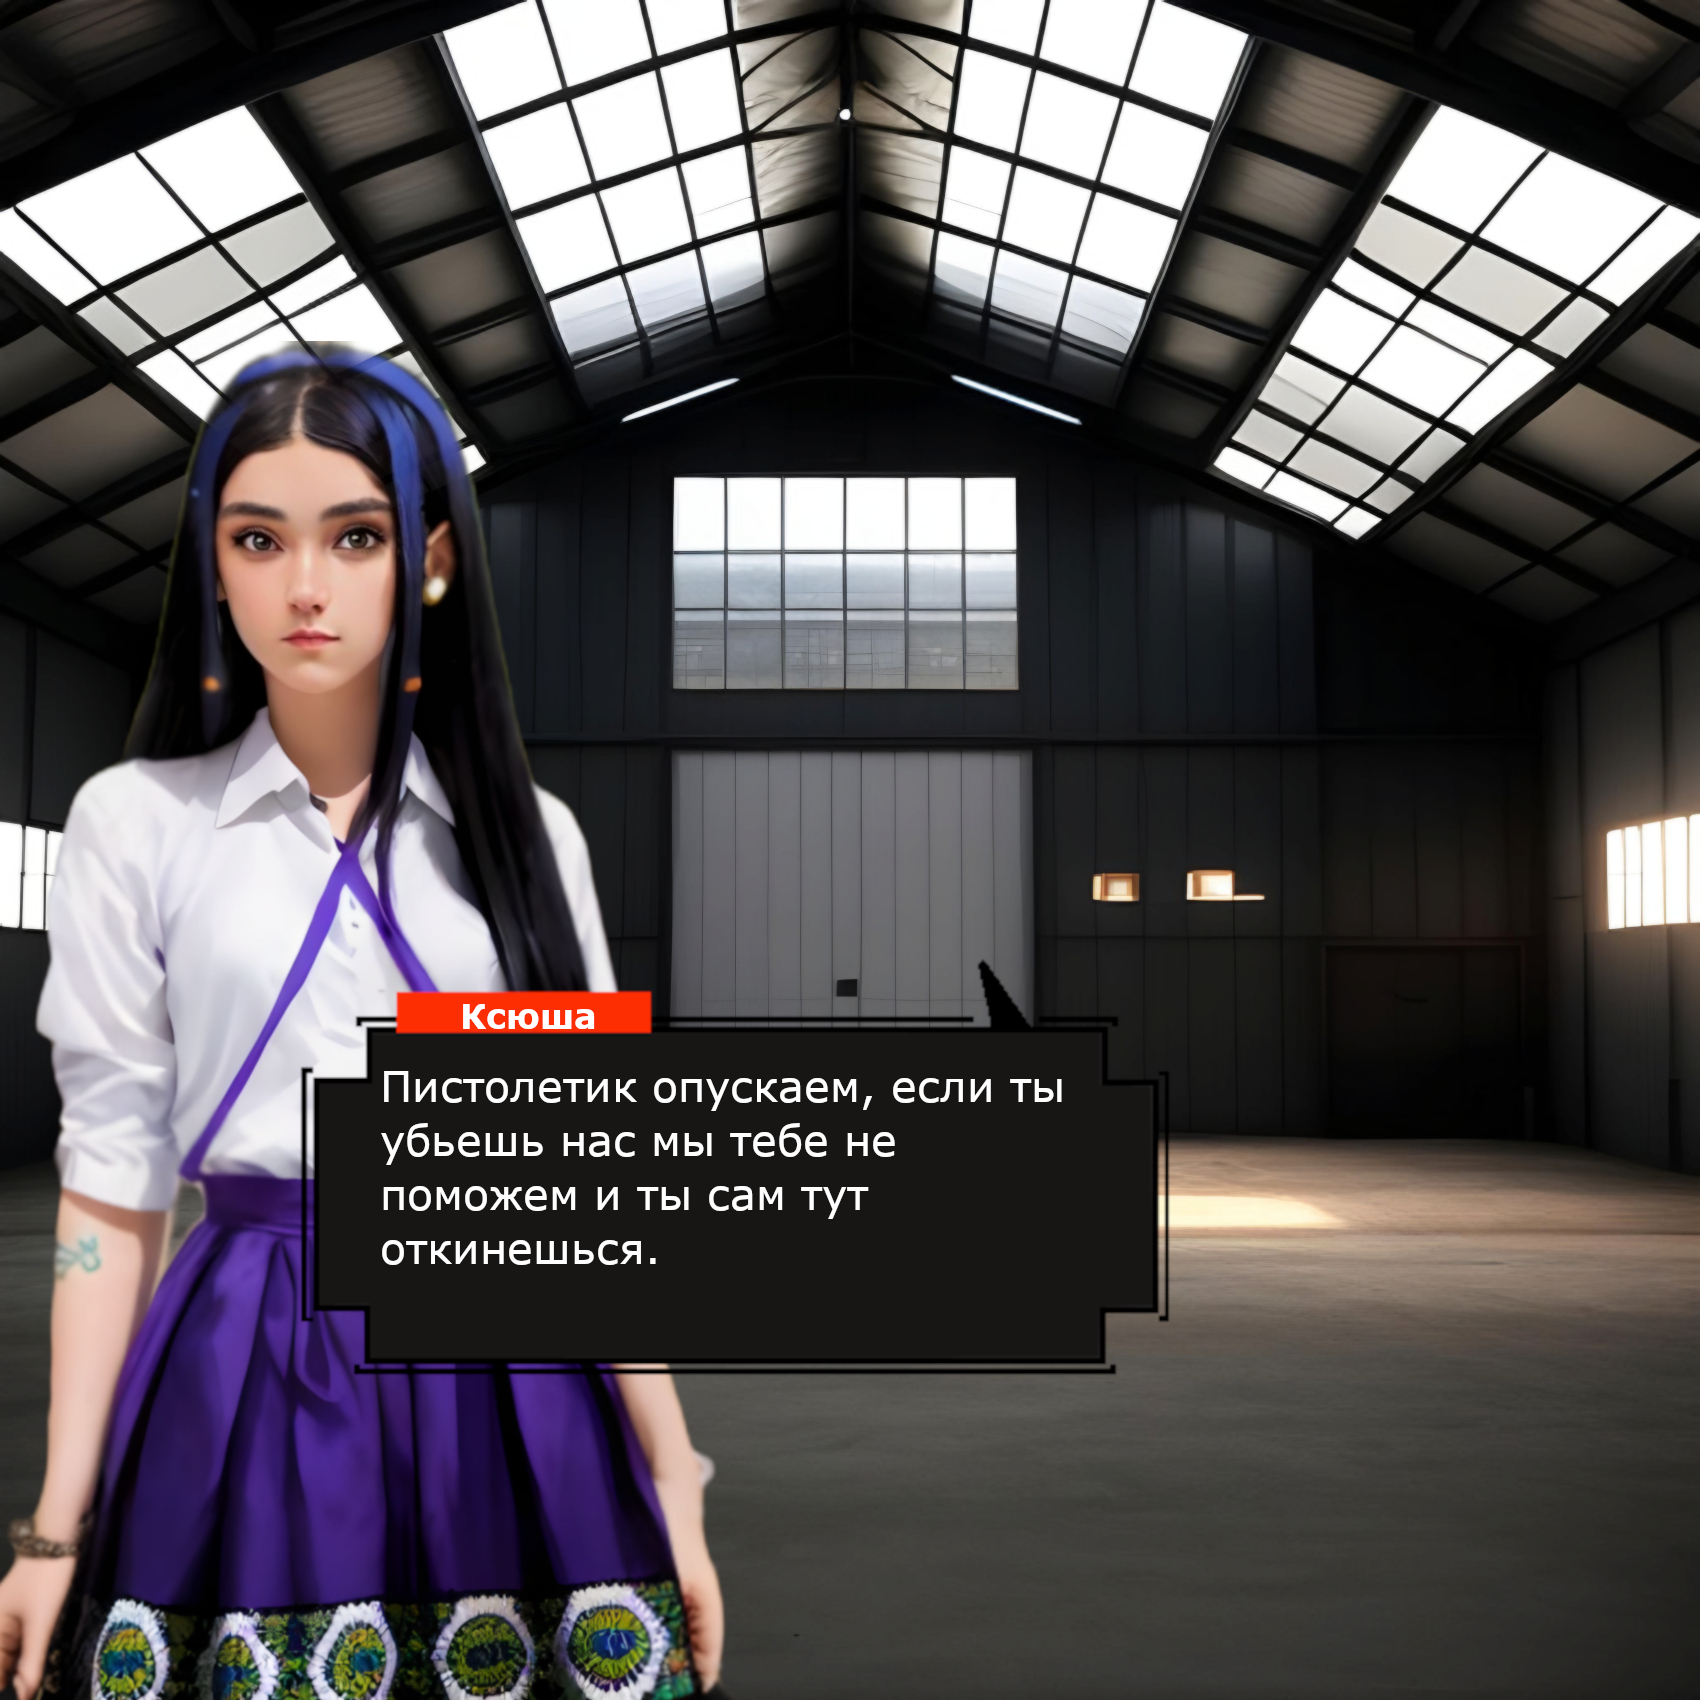 Ксюша
Пистолетик опускаем, если ты
убьешь нас мы тебе не
поможем и ты сам тут
откинешься.